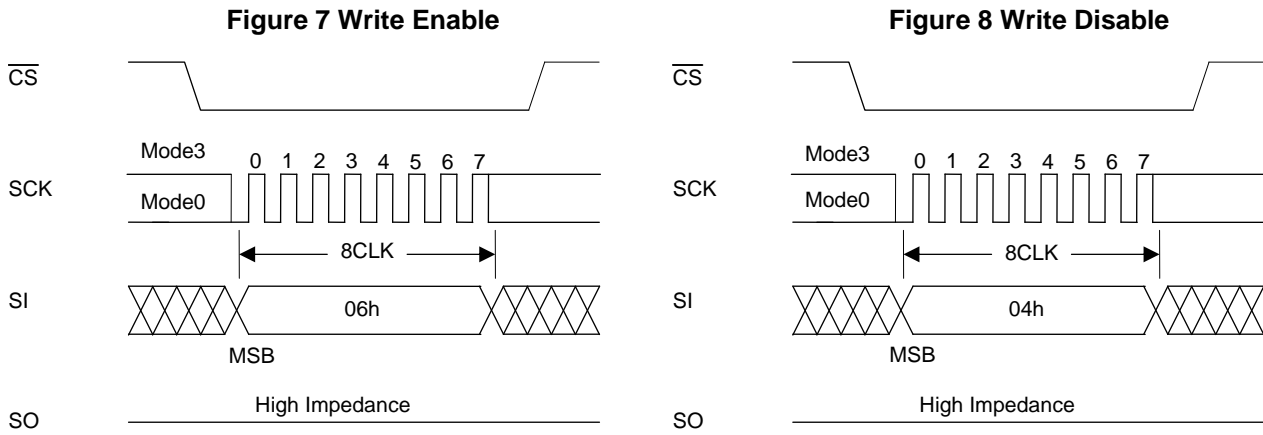 Figure 7 Write Enable
CS
Mode3
0 1 2 3 4 5 6 7
SCK
Mode0
8CLK
SI
06h
MSB
High Impedance
SO
Figure 8 Write Disable
CS
Mode3
0 1 2 3 4 5 6 7
SCK
Mode0
8CLK
SI
04h
MSB
High Impedance
SO